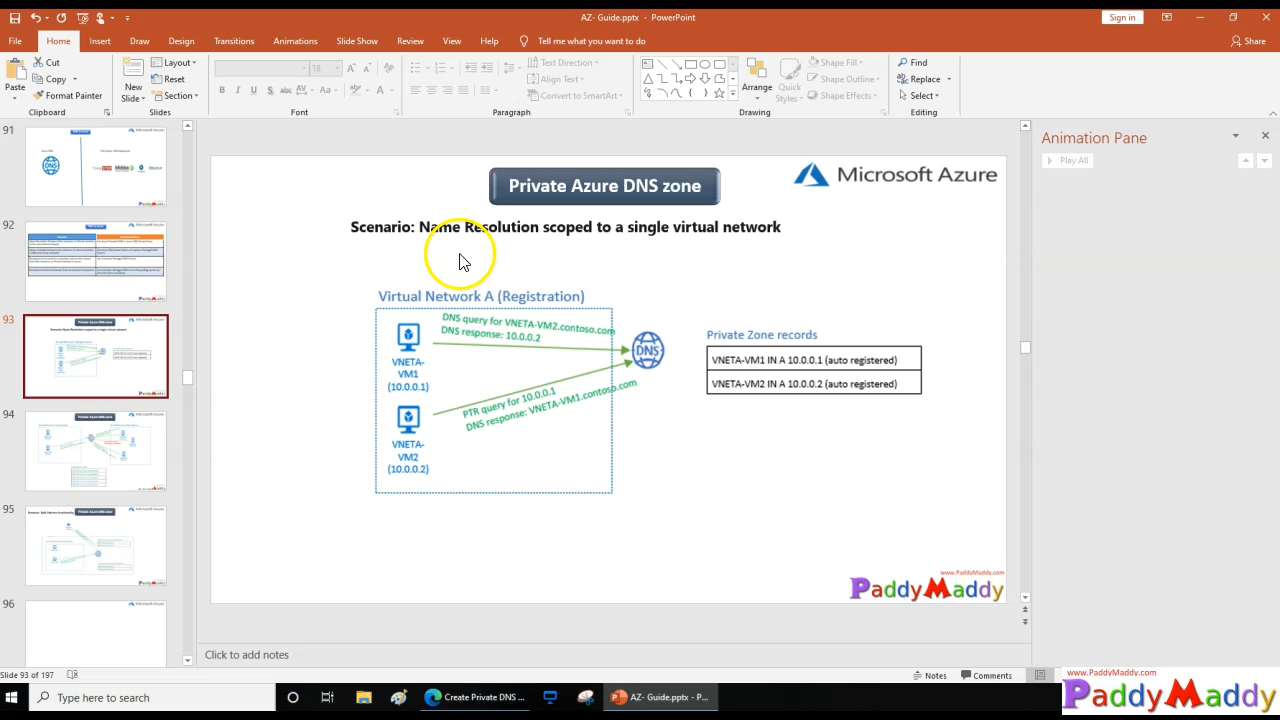 AZ- Guide.pptx - PowerPoint
Sign in
File
Home
Insert
Draw
Design
Transitions
Animations
Slide Show
Review
View
Help
Tell me what you want to do
Share
Paste
Cut
Copy
Format Painter
Clipboard
New
Slide
Layout
Reset
Section
Slides
18
B I U S abc AV Aa A
Font
Text Direction
Align Text
Convert to SmartArt
Paragraph
Arrange
Quick
Styles
Shape Fill
Shape Outline
Shape Effects
Drawing
Find
Replace
Select
Editing
91
92
93
94
95
96
Private Azure DNS zone
Microsoft Azure
Scenario: Name Resolution scoped to a single virtual network
Virtual Network A (Registration)
VNETA-
VM1
(10.0.0.1)
DNS query for VNETA-VM2.contoso.com
DNS response: 10.0.0.2
DNS
VNETA-
VM2
(10.0.0.2)
PTR query for 10.0.0.1
DNS response: VNETA-VM1.contoso.com
Private Zone records
VNETA-VM1 IN A 10.0.0.1 (auto registered)
VNETA-VM2 IN A 10.0.0.2 (auto registered)
www.PaddyMaddy.com
PaddyMaddy
Animation Pane
Play All
Click to add notes
Slide 93 of 197
Notes
Comments
Type here to search
Create Private DNS ...
AZ- Guide.pptx - P...
www.PaddyMaddy.com
PaddyMaddy